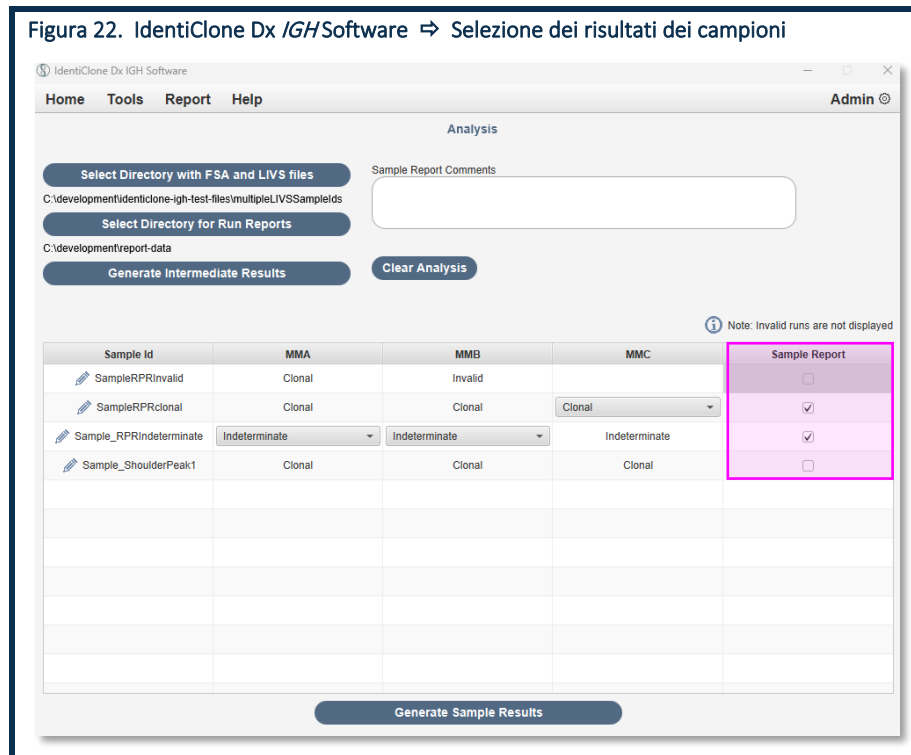 Figura 22. IdentiClone Dx IGH Software ⇨ Selezione dei risultati dei campioni
IdentiClone Dx IGH Software
Home Tools Report Help Admin
Analysis
Select Directory with FSA and LIVS files
Sample Report Comments
C:\development\identiclone-igh-test-files\multipleLIVSSampleIds
Select Directory for Run Reports
C:\development\report-data
Generate Intermediate Results
Clear Analysis
Note: Invalid runs are not displayed
Sample Id MMA MMB MMC Sample Report
SampleRPRInvalid Clonal Invalid
SampleRPRclonal Clonal Clonal Clonal
Sample_RPRIndeterminate Indeterminate Indeterminate Indeterminate
Sample_ShoulderPeak1 Clonal Clonal Clonal
Generate Sample Results